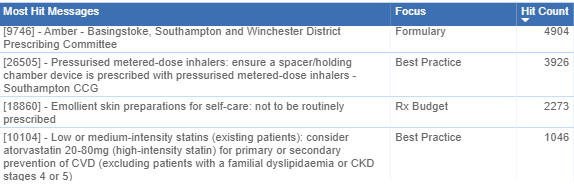 Most Hit Messages Focus Hit Count
[9746] - Amber - Basingstoke, Southampton and Winchester District Formulary 4904
Prescribing Committee
[26505] - Pressurised metered-dose inhalers: ensure a spacer/holding Best Practice 3926
chamber device is prescribed with pressurised metered-dose inhalers -
Southampton CCG
[18860] - Emollient skin preparations for self-care: not to be routinely Rx Budget 2273
prescribed
[10104] - Low or medium-intensity statins (existing patients): consider Best Practice 1046
atorvastatin 20-80mg (high-intensity statin) for primary or secondary
prevention of CVD (excluding patients with a familial dyslipidaemia or CKD
stages 4 or 5)